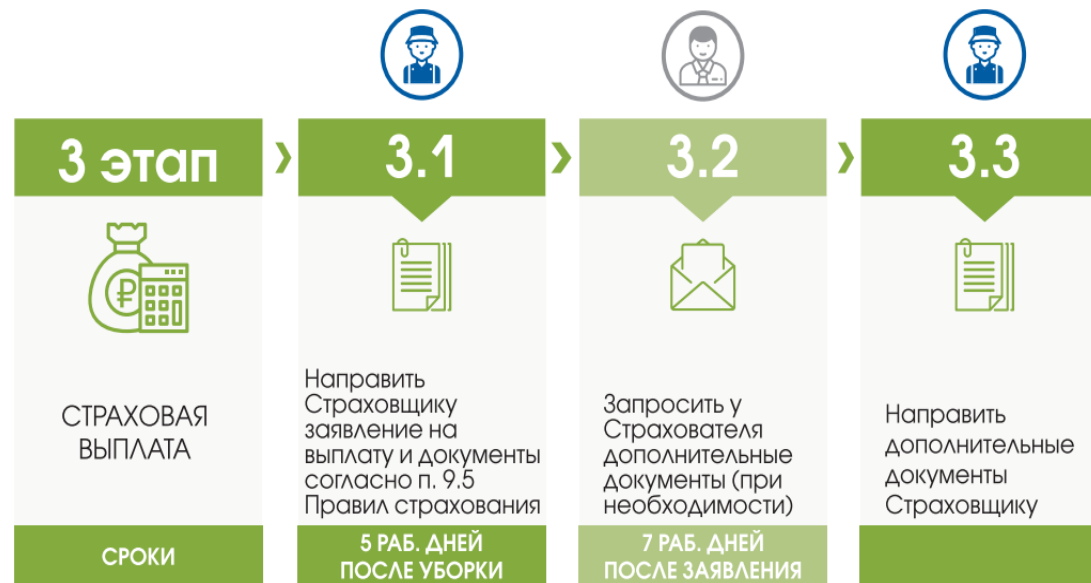 3 этап
3.1
3.2
3.3
₽
СТРАХОВАЯ
ВЫПЛАТА
Направить
Страховщику
заявление на
выплату и документы
согласно п. 9.5
Правил страхования
Запросить у
Страхователя
дополнительные
документы (при
необходимости)
Направить
дополнительные
документы
Страховщику
СРОКИ
5 РАБ. ДНЕЙ
ПОСЛЕ УБОРКИ
7 РАБ. ДНЕЙ
ПОСЛЕ ЗАЯВЛЕНИЯ